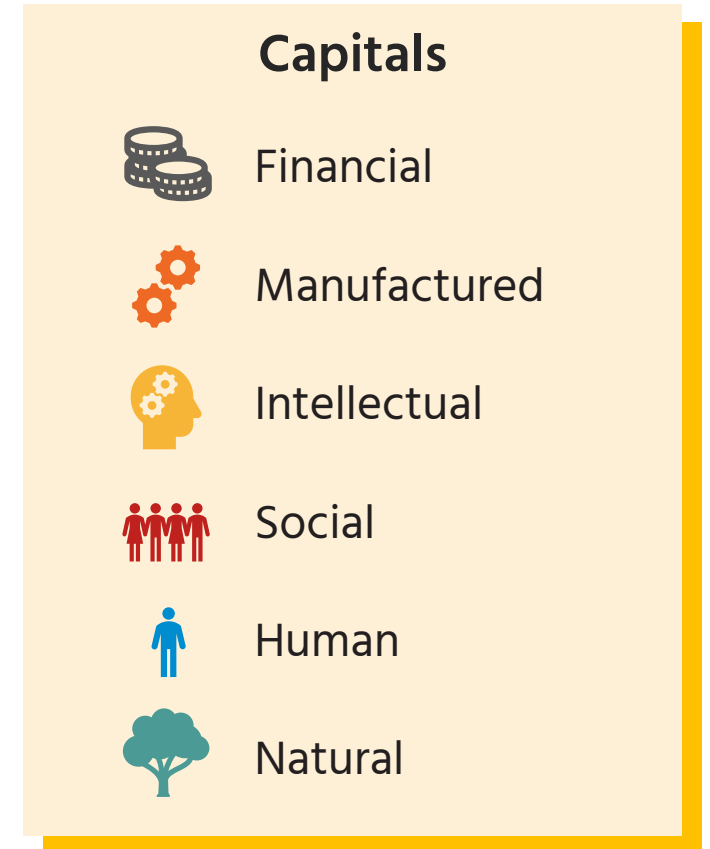 Capitals
Financial
Manufactured
Intellectual
Social
Human
Natural